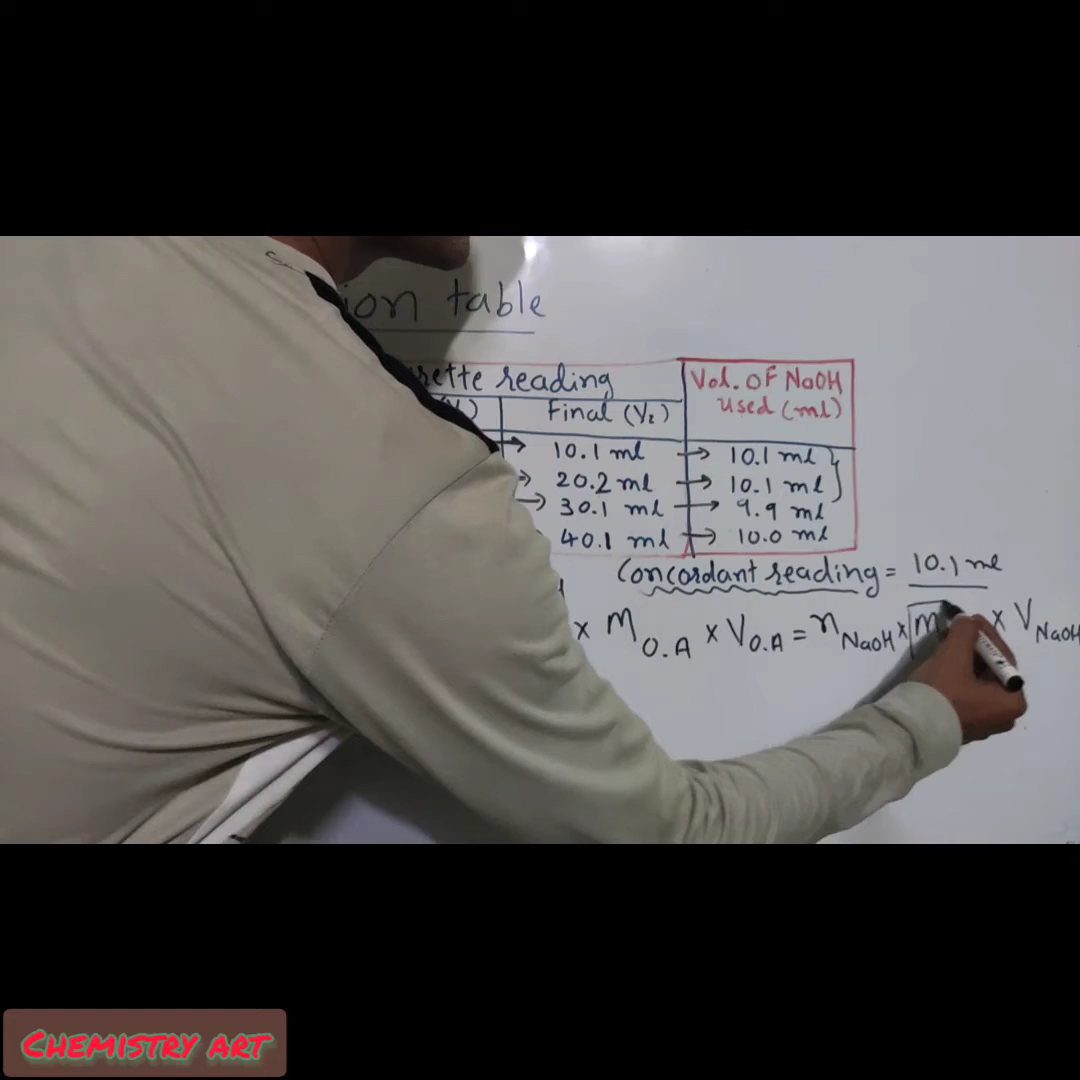 table
reading
Vol. OF NaOH
Used (ml)
Final (V₂)
→ 10.1 ml → 10.1 ml
20.2 ml → 10.1 ml
→ 30.1 ml → 9.9 ml
40.1 ml → 10.0 ml
Concordant reading = 10.1 ml
× M O.A × V O.A = n NaOH × M × V NaOH
CHEMISTRY ART